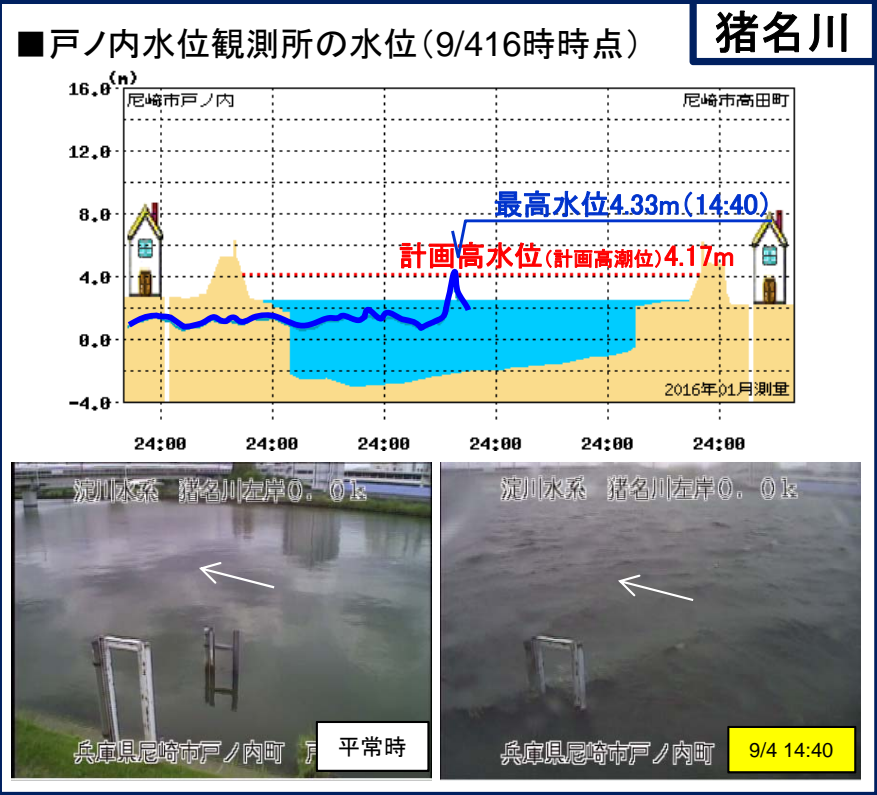 猪名川
■戸ノ内水位観測所の水位（9/416時時点）
(m)
16.0
尼崎市戸ノ内
尼崎市高田町
12.0
8.0
最高水位4.33m（14:40）
計画高水位（計画高潮位）4.17m
4.0
0.0
2016年01月測量
-4.0
24:00 24:00 24:00 24:00 24:00 24:00
淀川水系 猪名川左岸0.0k
兵庫県尼崎市戸ノ内町 戸
平常時
淀川水系 猪名川左岸0.0k
兵庫県尼崎市戸ノ内町
9/4 14:40